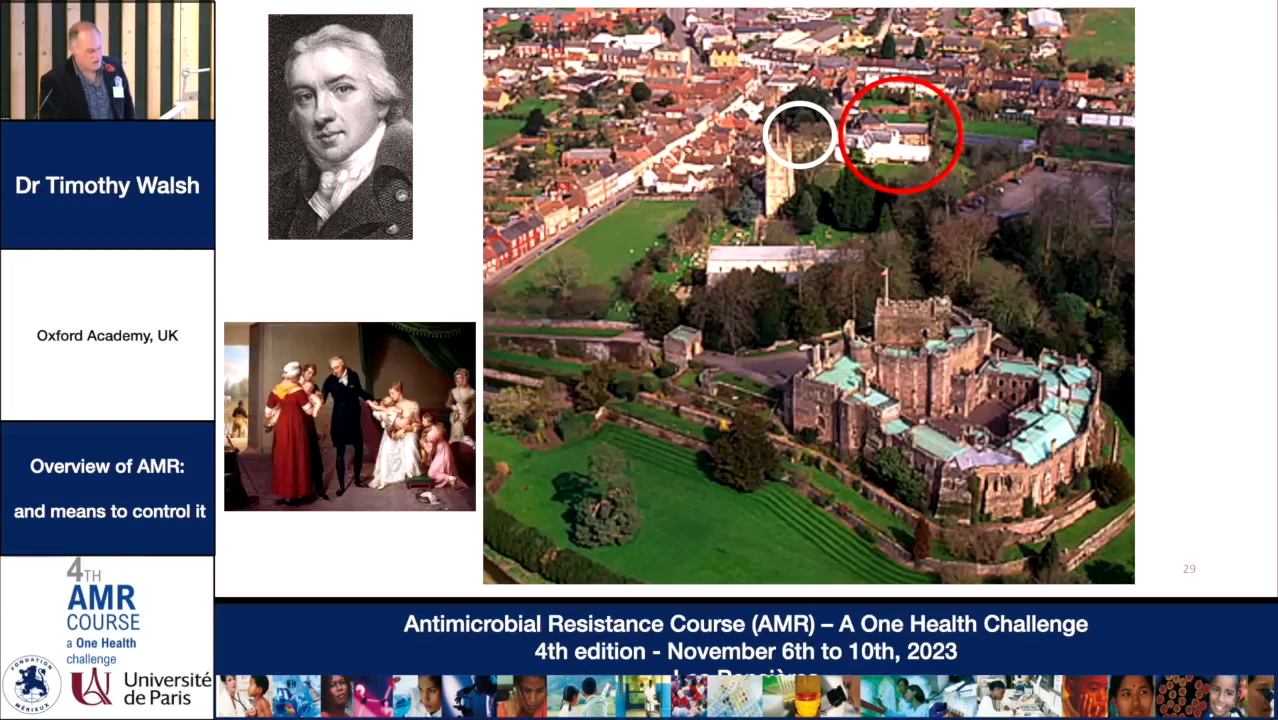 Dr Timothy Walsh
Oxford Academy, UK
Overview of AMR:
and means to control it
4TH
AMR
COURSE
a One Health
challenge
FONDATION
MÉRIEUX
Université
de Paris
29
Antimicrobial Resistance Course (AMR) – A One Health Challenge
4th edition - November 6th to 10th, 2023